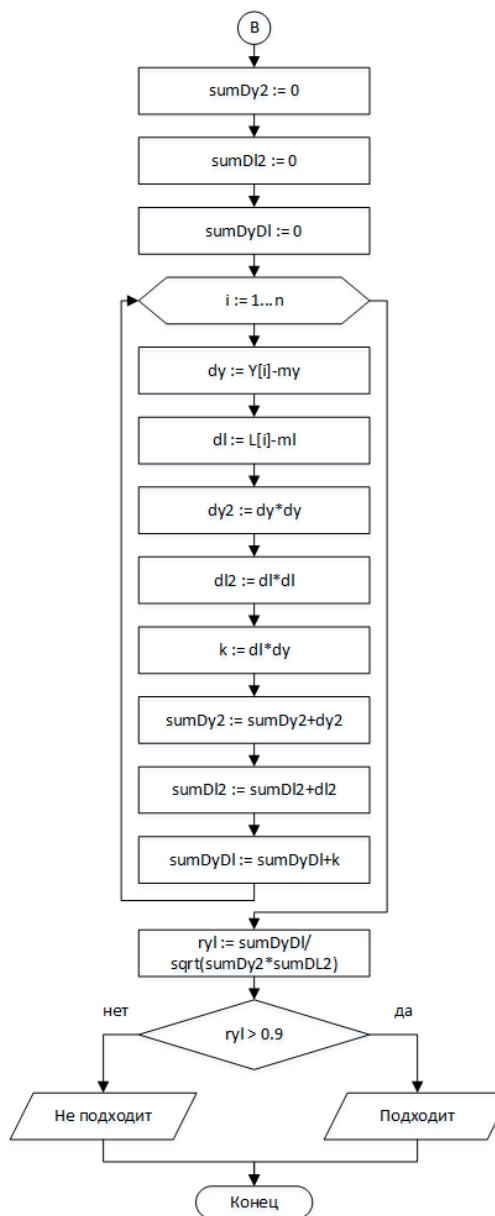 B
sumDy2 := 0
sumDl2 := 0
sumDyDl := 0
i := 1...n
dy := Y[i]-my
dl := L[i]-ml
dy2 := dy*dy
dl2 := dl*dl
k := dl*dy
sumDy2 := sumDy2+dy2
sumDl2 := sumDl2+dl2
sumDyDl := sumDyDl+k
ryl := sumDyDl/
sqrt(sumDy2*sumDL2)
нет
да
ryl > 0.9
Не подходит
Подходит
Конец